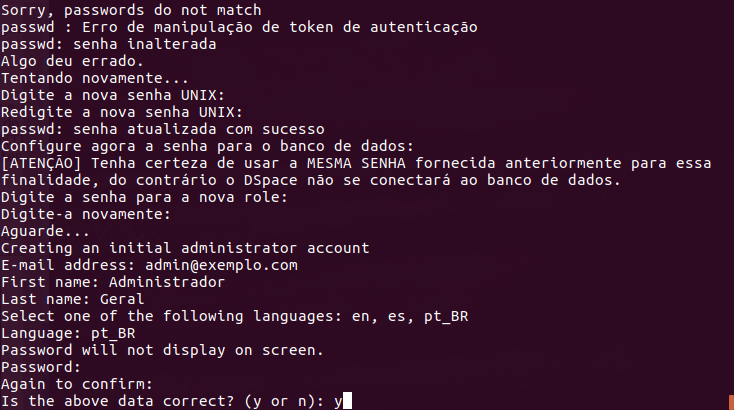 Sorry, passwords do not match
passwd : Erro de manipulação de token de autenticação
passwd: senha inalterada
Algo deu errado.
Tentando novamente...
Digite a nova senha UNIX:
Redigite a nova senha UNIX:
passwd: senha atualizada com sucesso
Configure agora a senha para o banco de dados:
[ATENÇÃO] Tenha certeza de usar a MESMA SENHA fornecida anteriormente para essa
finalidade, do contrário o DSpace não se conectará ao banco de dados.
Digite a senha para a nova role:
Digite-a novamente:
Aguarde...
Creating an initial administrator account
E-mail address: admin@exemplo.com
First name: Administrador
Last name: Geral
Select one of the following languages: en, es, pt_BR
Language: pt_BR
Password will not display on screen.
Password:
Again to confirm:
Is the above data correct? (y or n): y